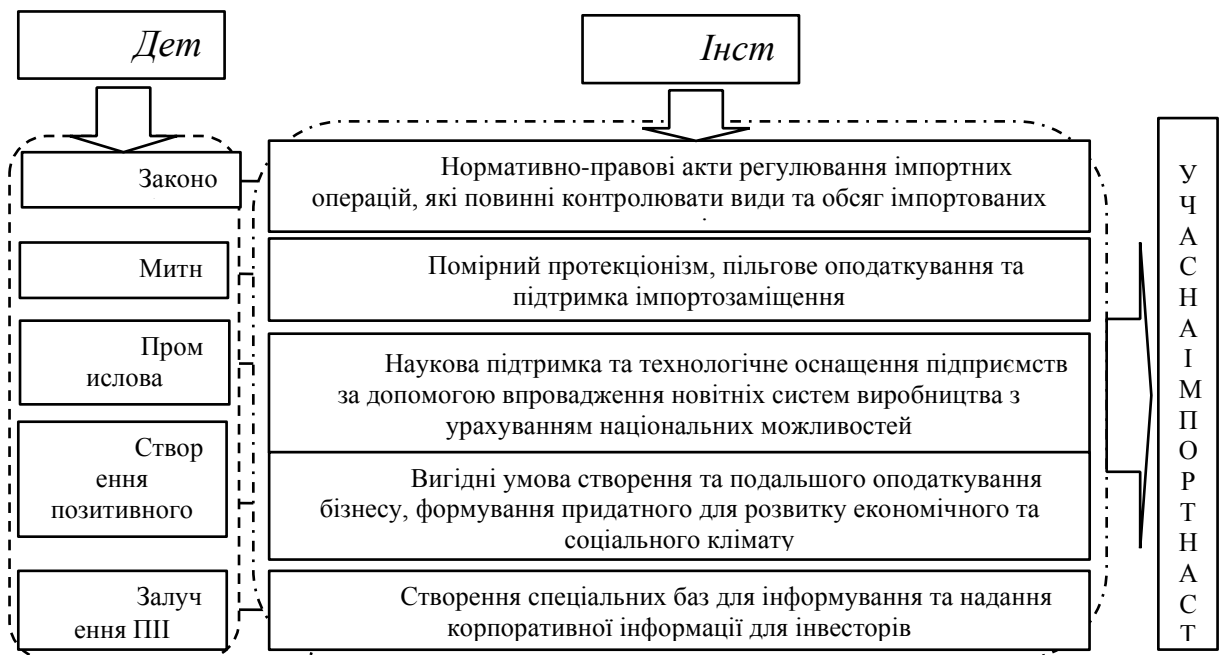 Дет
Інст
Законо
Нормативно-правові акти регулювання імпортних
операцій, які повинні контролювати види та обсяг імпортованих
Митн
Помірний протекціонізм, пільгове оподаткування та
підтримка імпортозаміщення
Пром
ислова
Наукова підтримка та технологічне оснащення підприємств
за допомогою впровадження новітніх систем виробництва з
урахуванням національних можливостей
Створ
ення
позитивного
Вигідні умова створення та подальшого оподаткування
бізнесу, формування придатного для розвитку економічного та
соціального клімату
Залуч
ення ПІІ
Створення спеціальних баз для інформування та надання
корпоративної інформації для інвесторів
У
Ч
А
С
Н
А
І
М
П
О
Р
Т
Н
А
С
Т